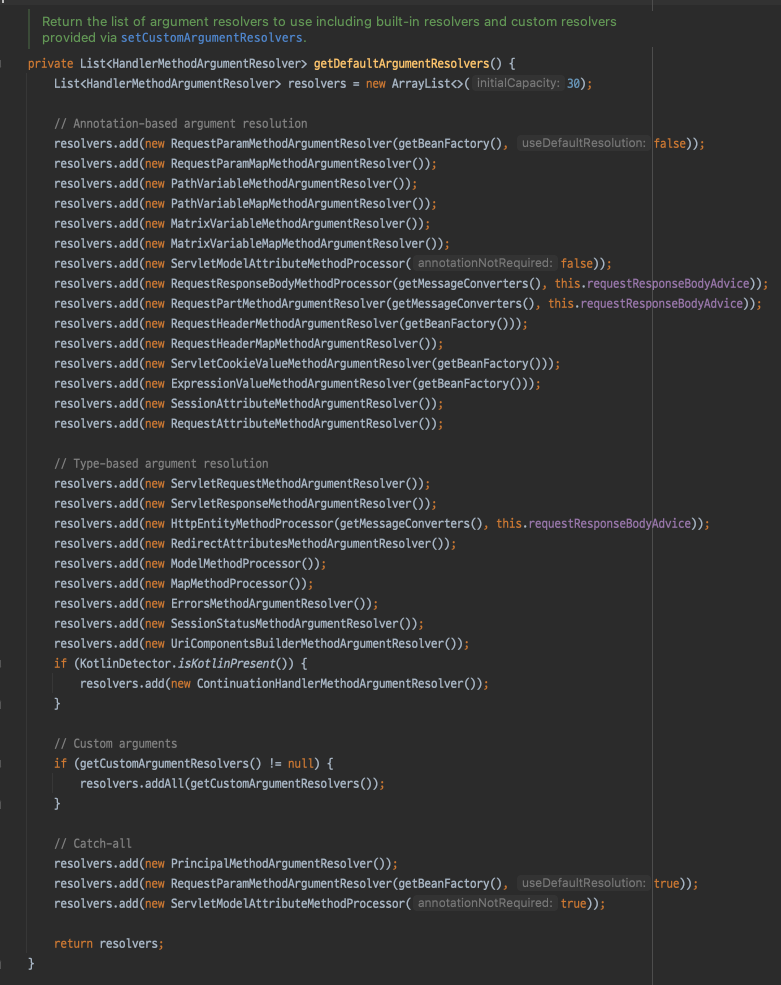 Return the list of argument resolvers to use including built-in resolvers and custom resolvers
provided via setCustomArgumentResolvers.
private List<HandlerMethodArgumentResolver> getDefaultArgumentResolvers() {
List<HandlerMethodArgumentResolver> resolvers = new ArrayList<>( initialCapacity: 30);
// Annotation-based argument resolution
resolvers.add(new RequestParamMethodArgumentResolver(getBeanFactory(), useDefaultResolution: false));
resolvers.add(new RequestParamMapMethodArgumentResolver());
resolvers.add(new PathVariableMethodArgumentResolver());
resolvers.add(new PathVariableMapMethodArgumentResolver());
resolvers.add(new MatrixVariableMethodArgumentResolver());
resolvers.add(new MatrixVariableMapMethodArgumentResolver());
resolvers.add(new ServletModelAttributeMethodProcessor( annotationNotRequired: false));
resolvers.add(new RequestResponseBodyMethodProcessor(getMessageConverters(), this.requestResponseBodyAdvice));
resolvers.add(new RequestPartMethodArgumentResolver(getMessageConverters(), this.requestResponseBodyAdvice));
resolvers.add(new RequestHeaderMethodArgumentResolver(getBeanFactory()));
resolvers.add(new RequestHeaderMapMethodArgumentResolver());
resolvers.add(new ServletCookieValueMethodArgumentResolver(getBeanFactory()));
resolvers.add(new ExpressionValueMethodArgumentResolver(getBeanFactory()));
resolvers.add(new SessionAttributeMethodArgumentResolver());
resolvers.add(new RequestAttributeMethodArgumentResolver());
// Type-based argument resolution
resolvers.add(new ServletRequestMethodArgumentResolver());
resolvers.add(new ServletResponseMethodArgumentResolver());
resolvers.add(new HttpEntityMethodProcessor(getMessageConverters(), this.requestResponseBodyAdvice));
resolvers.add(new RedirectAttributesMethodArgumentResolver());
resolvers.add(new ModelMethodProcessor());
resolvers.add(new MapMethodProcessor());
resolvers.add(new ErrorsMethodArgumentResolver());
resolvers.add(new SessionStatusMethodArgumentResolver());
resolvers.add(new UriComponentsBuilderMethodArgumentResolver());
if (KotlinDetector.isKotlinPresent()) {
resolvers.add(new ContinuationHandlerMethodArgumentResolver());
}
// Custom arguments
if (getCustomArgumentResolvers() != null) {
resolvers.addAll(getCustomArgumentResolvers());
}
// Catch-all
resolvers.add(new PrincipalMethodArgumentResolver());
resolvers.add(new RequestParamMethodArgumentResolver(getBeanFactory(), useDefaultResolution: true));
resolvers.add(new ServletModelAttributeMethodProcessor( annotationNotRequired: true));
return resolvers;
}